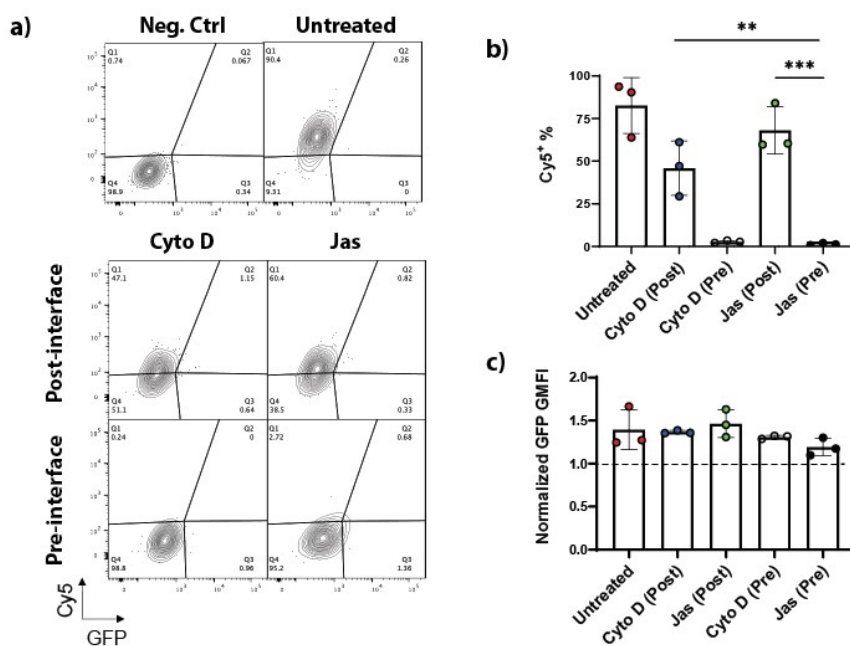 a)
Neg. Ctrl
Untreated
Q1
0.74
Q2
0.067
Q4
98.9
Q3
0.34
Q1
90.4
Q2
0.26
Q4
9.31
Q3
0
Cyto D
Jas
Post-interface
Q1
47.1
Q2
1.15
Q4
51.1
Q3
0.64
Q1
60.4
Q2
0.82
Q4
38.5
Q3
0.33
Pre-interface
Q1
0.24
Q2
0
Q4
98.8
Q3
0.96
Q1
2.72
Q2
0.68
Q4
95.2
Q3
1.36
Cy5
GFP
b)
**
***
Cy5⁺ %
100
75
50
25
0
Untreated
Cyto D (Post)
Cyto D (Pre)
Jas (Post)
Jas (Pre)
c)
Normalized GFP GMFI
2.0
1.5
1.0
0.5
0.0
Untreated
Cyto D (Post)
Jas (Post)
Cyto D (Pre)
Jas (Pre)